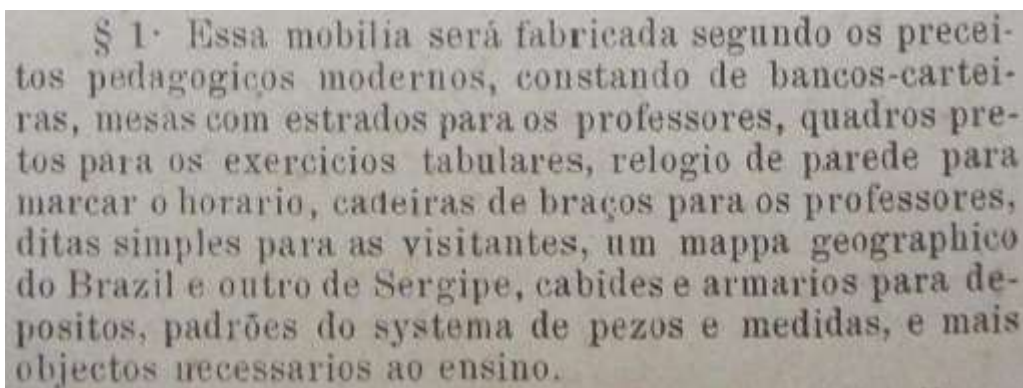 § 1· Essa mobilia será fabricada segundo os precei-
tos pedagogicos modernos, constando de bancos-cartei-
ras, mesas com estrados para os professores, quadros pre-
tos para os exercicios tabulares, relogio de parede para
marcar o horario, cadeiras de braços para os professores,
ditas simples para as visitantes, um mappa geographico
do Brazil e outro de Sergipe, cabides e armarios para de-
positos, padrões do systema de pezos e medidas, e mais
objectos necessarios ao ensino.